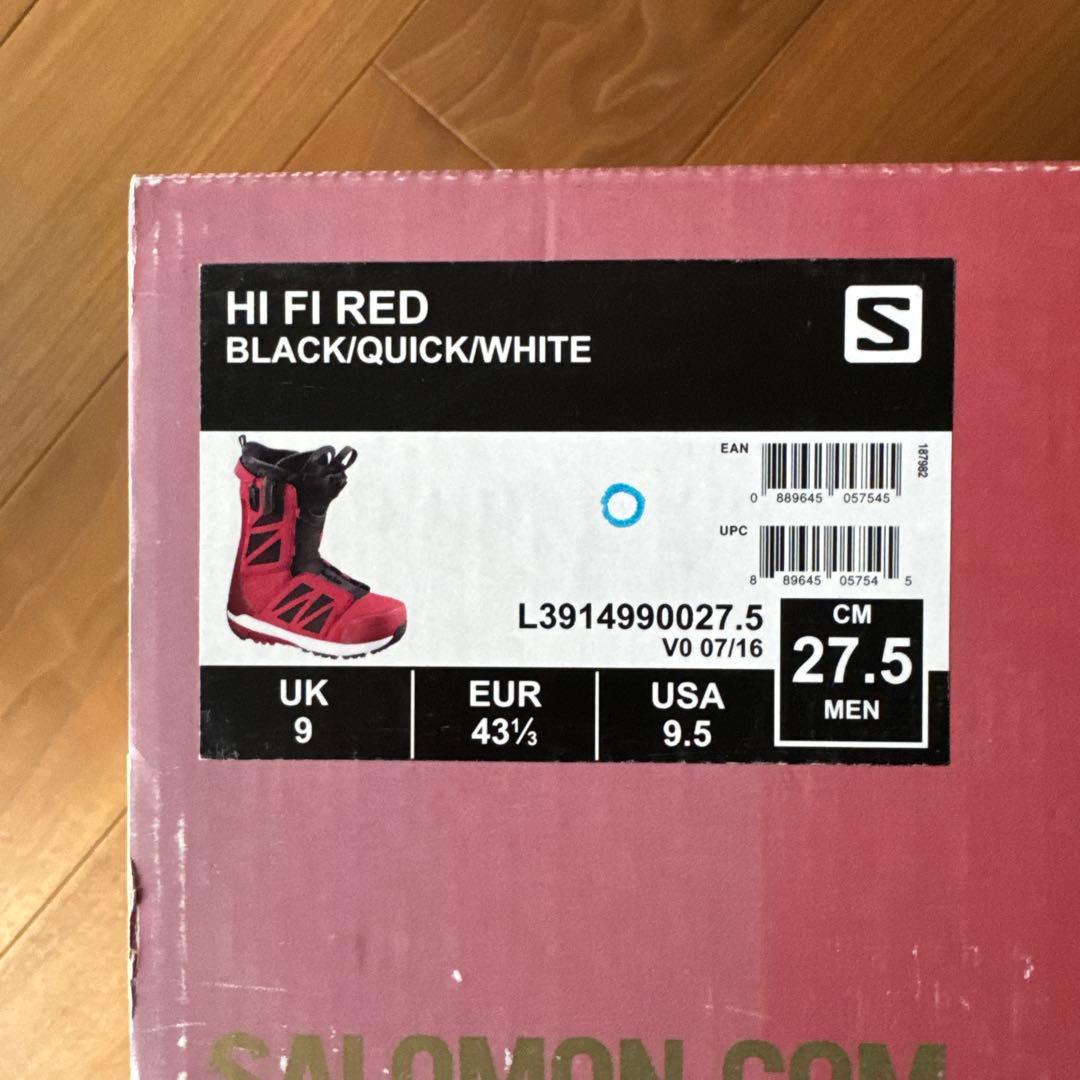 HI FI RED
BLACK/QUICK/WHITE
S
EAN
0 889645 057545
187982
UPC
8 89645 05754 5
L3914990027.5
V0 07/16
CM
27.5
MEN
UK
9
EUR
43⅓
USA
9.5
SALOMON.COM